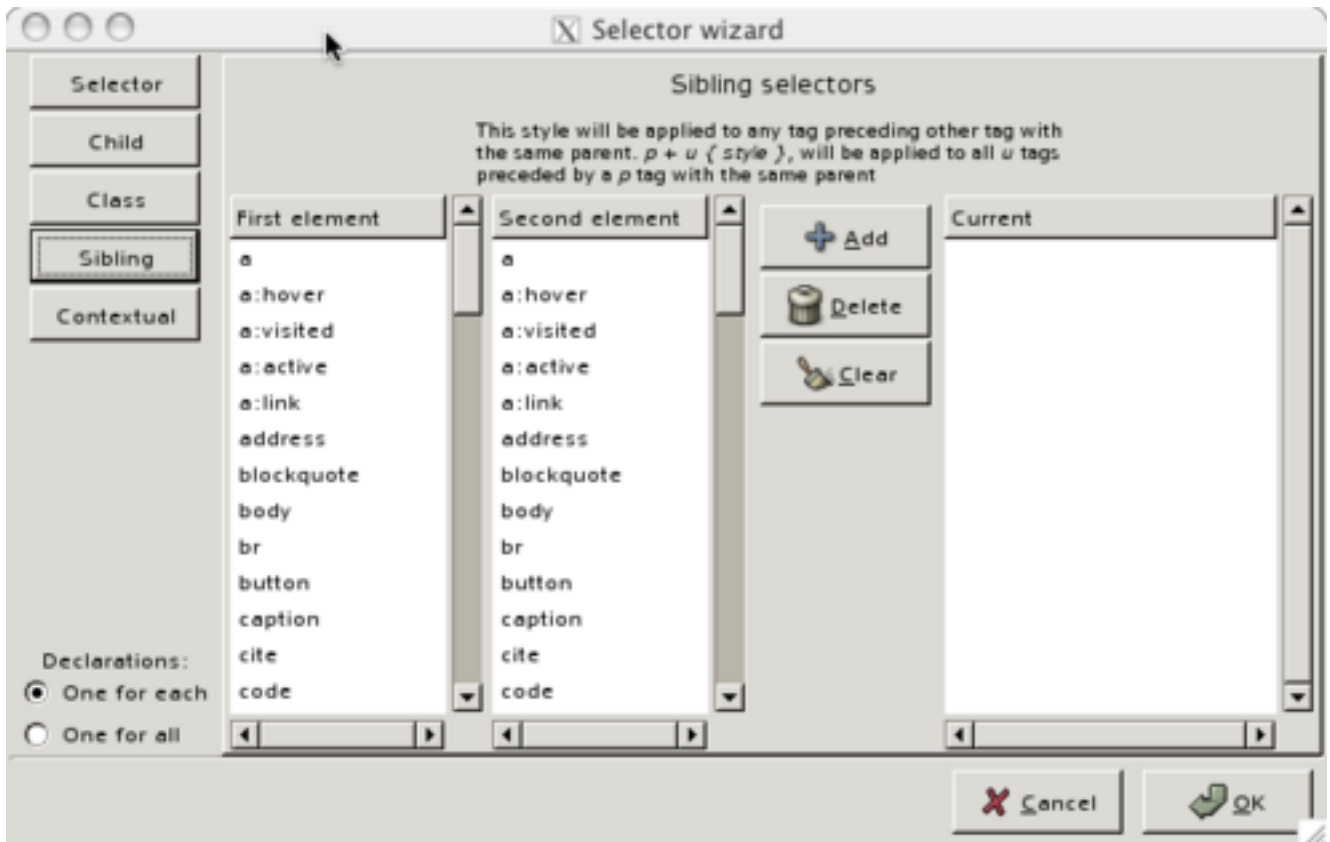 Selector wizard
Selector
Child
Class
Sibling
Contextual
Declarations:
One for each
One for all
Sibling selectors
This style will be applied to any tag preceding other tag with
the same parent. p + u { style }, will be applied to all u tags
preceded by a p tag with the same parent
First element
a
a:hover
a:visited
a:active
a:link
address
blockquote
body
br
button
caption
cite
code
Second element
a
a:hover
a:visited
a:active
a:link
address
blockquote
body
br
button
caption
cite
code
Add
Delete
Clear
Current
Cancel
OK